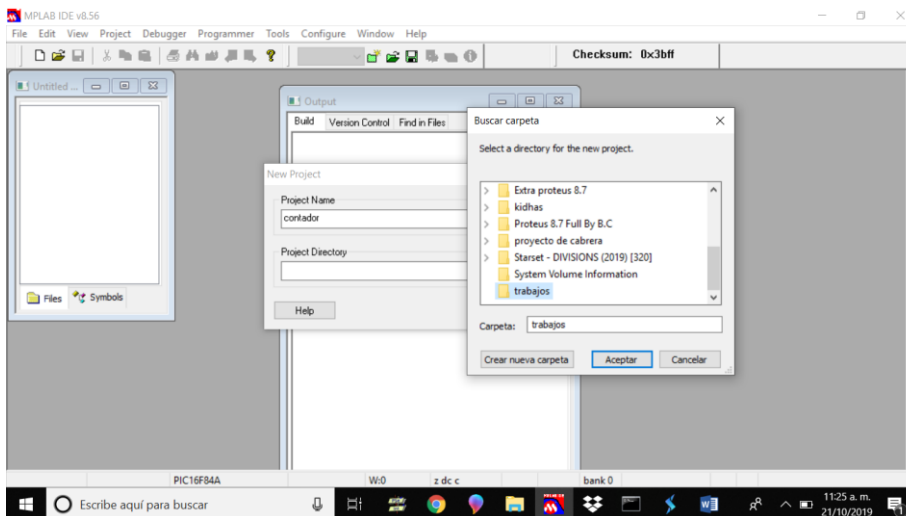 MPLAB IDE v8.56
File Edit View Project Debugger Programmer Tools Configure Window Help
Checksum: 0x3bff
Untitled ...
Output
Build Version Control Find in Files
Buscar carpeta
Select a directory for the new project.
Extra proteus 8.7
kidhas
Proteus 8.7 Full By B.C
proyecto de cabrera
Starset - DIVISIONS (2019) [320]
System Volume Information
trabajos
Carpeta: trabajos
Crear nueva carpeta Aceptar Cancelar
New Project
Project Name
contador
Project Directory
Help
Files Symbols
PIC16F84A W:0 z dc c bank 0
Escribe aquí para buscar
11:25 a. m.
21/10/2019